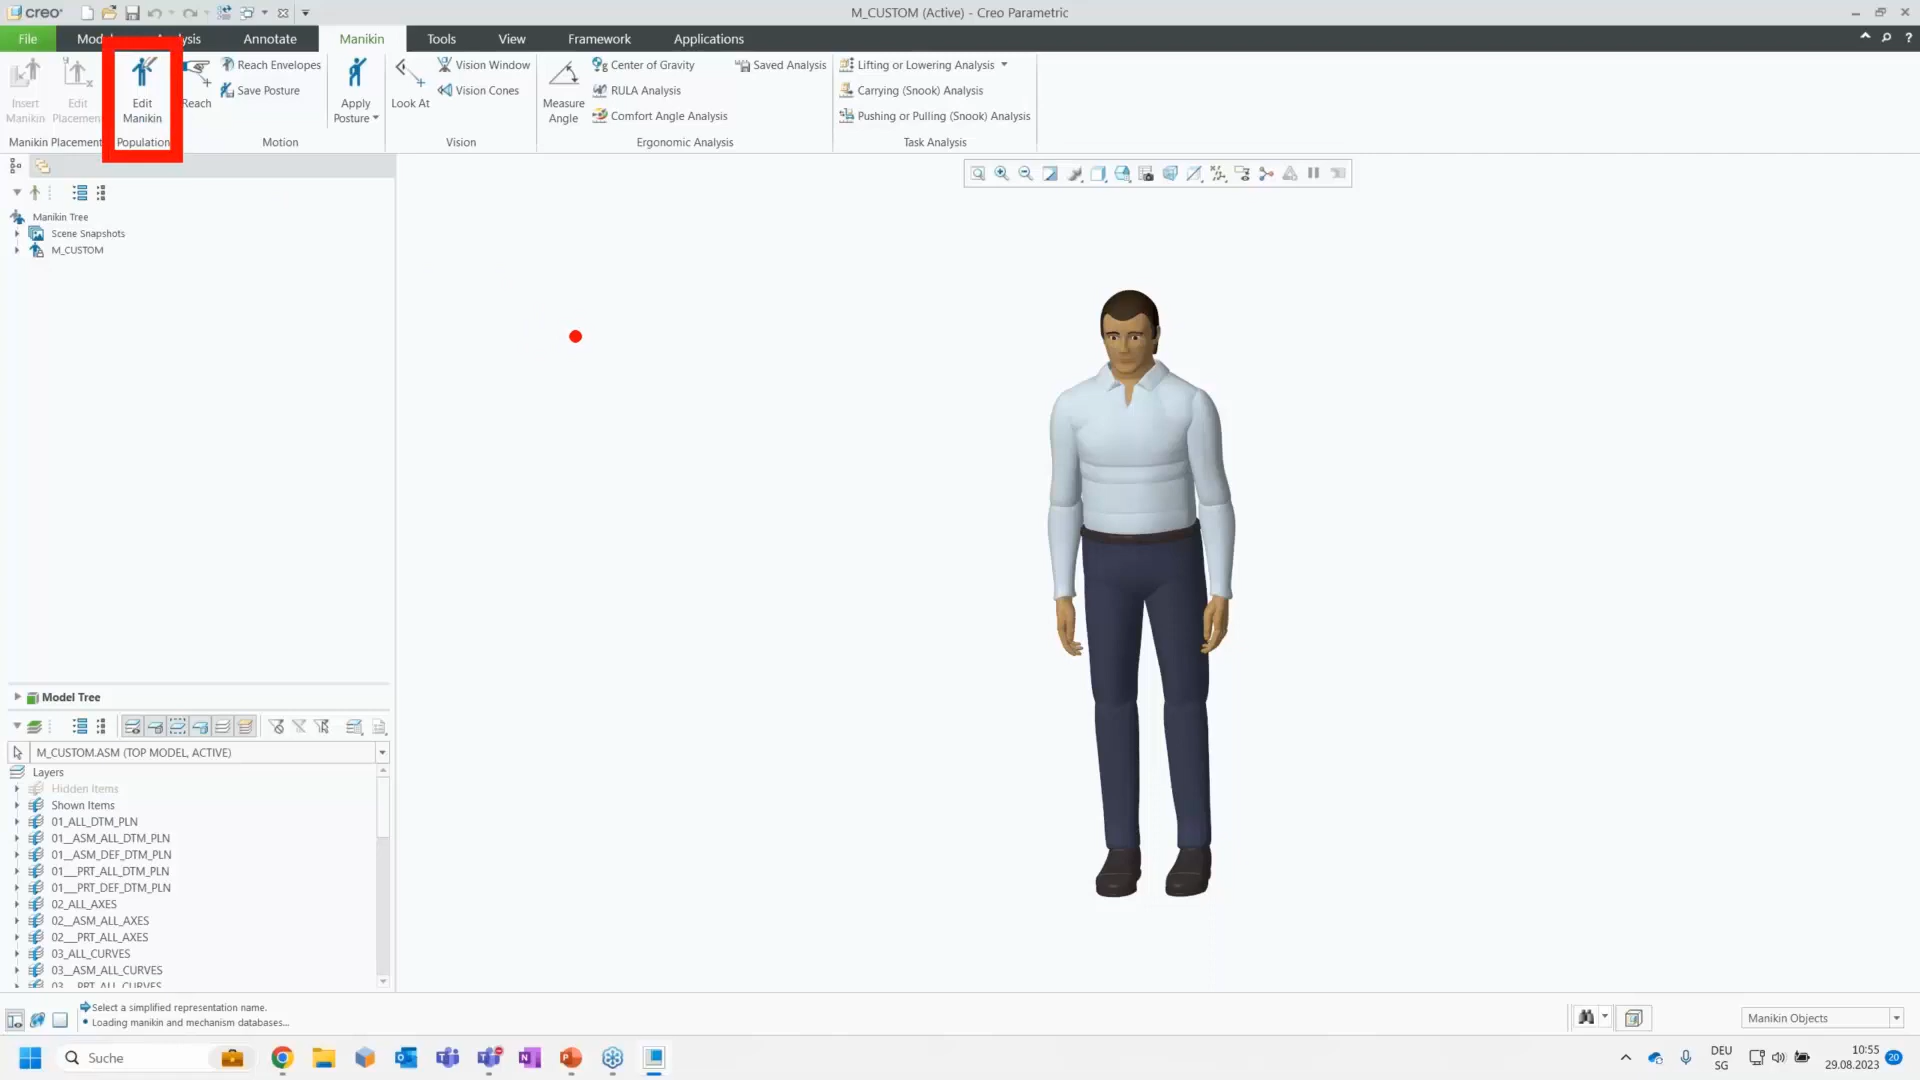 creo
M_CUSTOM (Active) - Creo Parametric
File
Annotate
Manikin
Tools
View
Framework
Applications
Insert Manikin
Edit
Edit Manikin
Reach
Reach Envelopes
Save Posture
Apply Posture
Look At
Vision Window
Vision Cones
Measure Angle
Center of Gravity
RULA Analysis
Comfort Angle Analysis
Saved Analysis
Lifting or Lowering Analysis
Carrying (Snook) Analysis
Pushing or Pulling (Snook) Analysis
Manikin Placement
Population
Motion
Vision
Ergonomic Analysis
Task Analysis
Manikin Tree
Scene Snapshots
M_CUSTOM
Model Tree
M_CUSTOM.ASM (TOP MODEL, ACTIVE)
Layers
Hidden Items
Shown Items
01_ALL_DTM_PLN
01__ASM_ALL_DTM_PLN
01__ASM_DEF_DTM_PLN
01___PRT_ALL_DTM_PLN
01___PRT_DEF_DTM_PLN
02_ALL_AXES
02__ASM_ALL_AXES
02___PRT_ALL_AXES
03_ALL_CURVES
03__ASM_ALL_CURVES
03___PRT_ALL_CURVES
Select a simplified representation name.
• Loading manikin and mechanism databases...
Manikin Objects
Suche
DEU
SG
10:55
29.08.2023
20